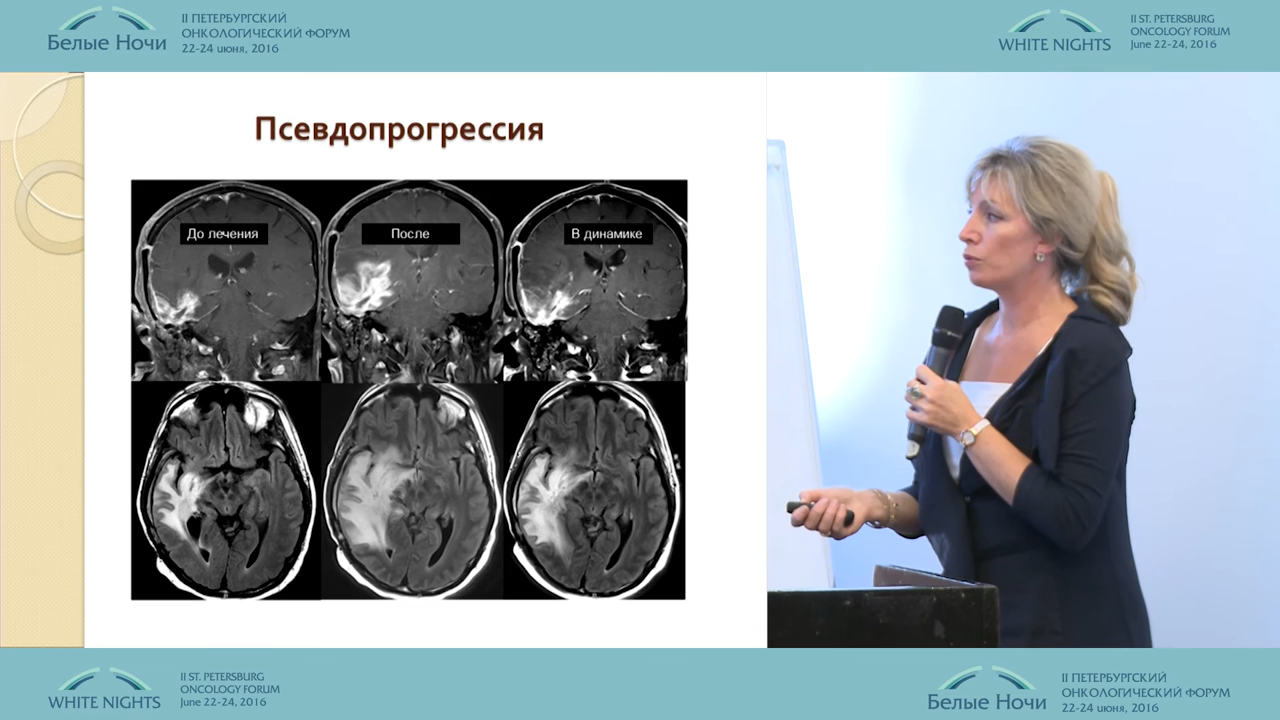 Белые Ночи
II ПЕТЕРБУРГСКИЙ
ОНКОЛОГИЧЕСКИЙ ФОРУМ
22-24 июня, 2016
WHITE NIGHTS
II ST. PETERSBURG
ONCOLOGY FORUM
June 22-24, 2016
Псевдопрогрессия
До лечения
После
В динамике
WHITE NIGHTS
II ST. PETERSBURG
ONCOLOGY FORUM
June 22-24, 2016
Белые Ночи
II ПЕТЕРБУРГСКИЙ
ОНКОЛОГИЧЕСКИЙ ФОРУМ
22-24 июня, 2016